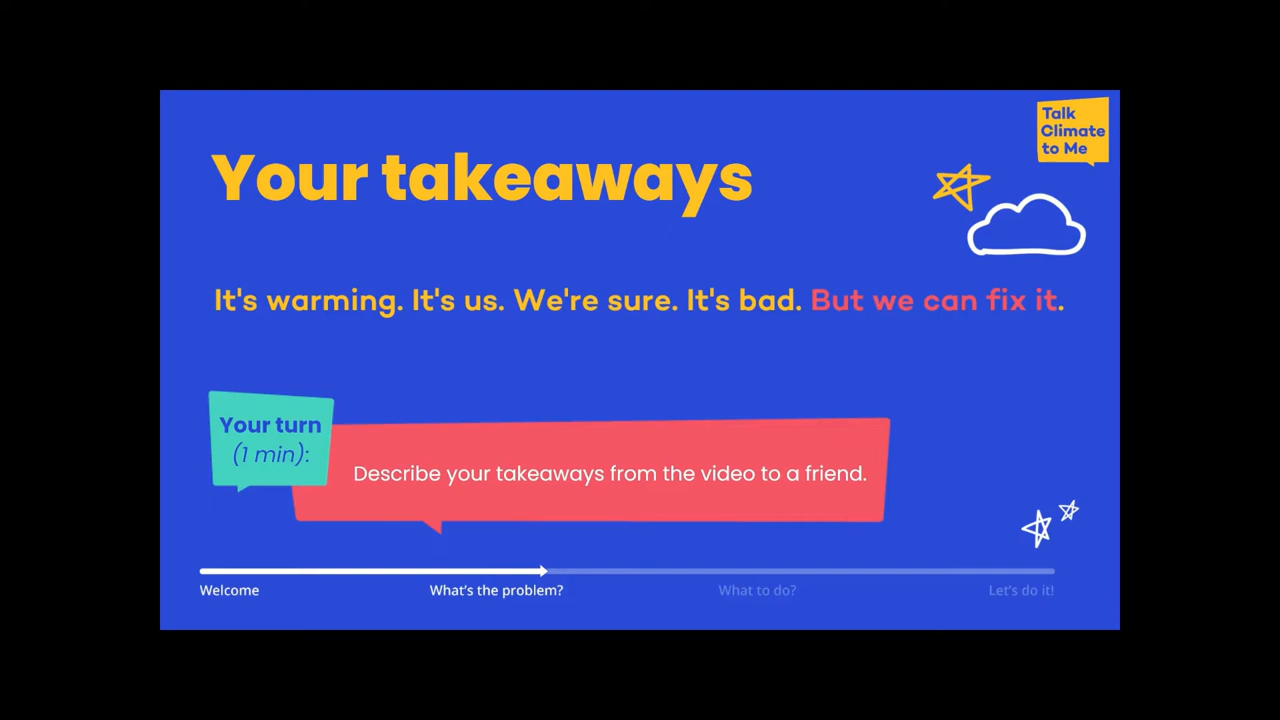 Talk
Climate
to Me
Your takeaways
It's warming. It's us. We're sure. It's bad. But we can fix it.
Your turn
(1 min):
Describe your takeaways from the video to a friend.
Welcome
What's the problem?
What to do?
Let's do it!